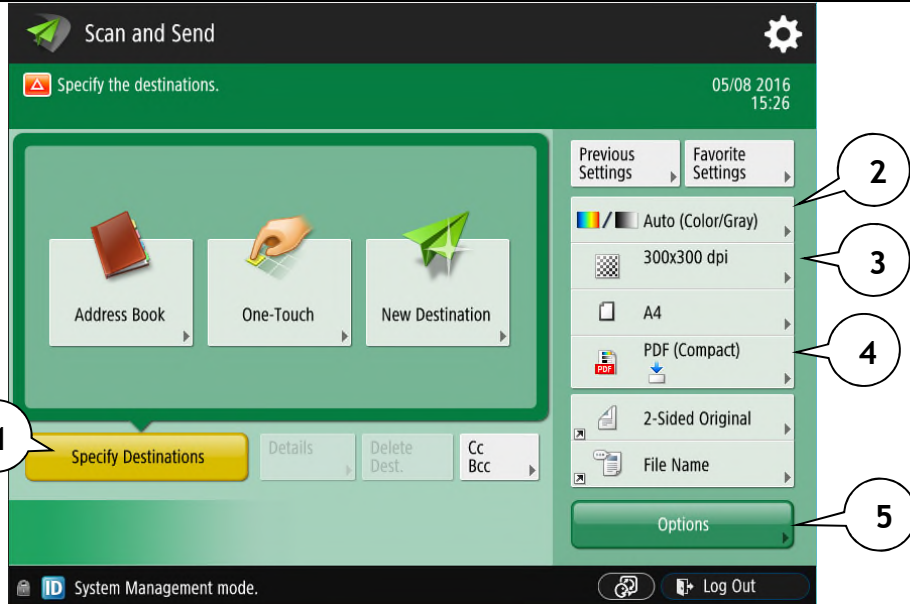 Scan and Send
Specify the destinations.
05/08 2016
15:26
Previous
Settings
Favorite
Settings
2
Auto (Color/Gray)
300x300 dpi
3
Address Book
One-Touch
New Destination
A4
PDF (Compact)
PDF
4
1
Specify Destinations
Details
Delete
Dest.
Cc
Bcc
2-Sided Original
File Name
Options
5
ID System Management mode.
Log Out